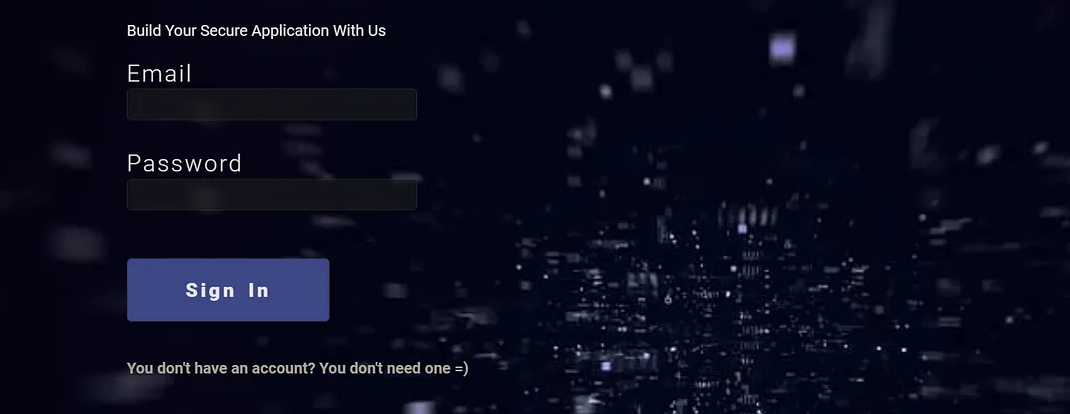 Build Your Secure Application With Us
Email
Password
Sign In
You don't have an account? You don't need one =)